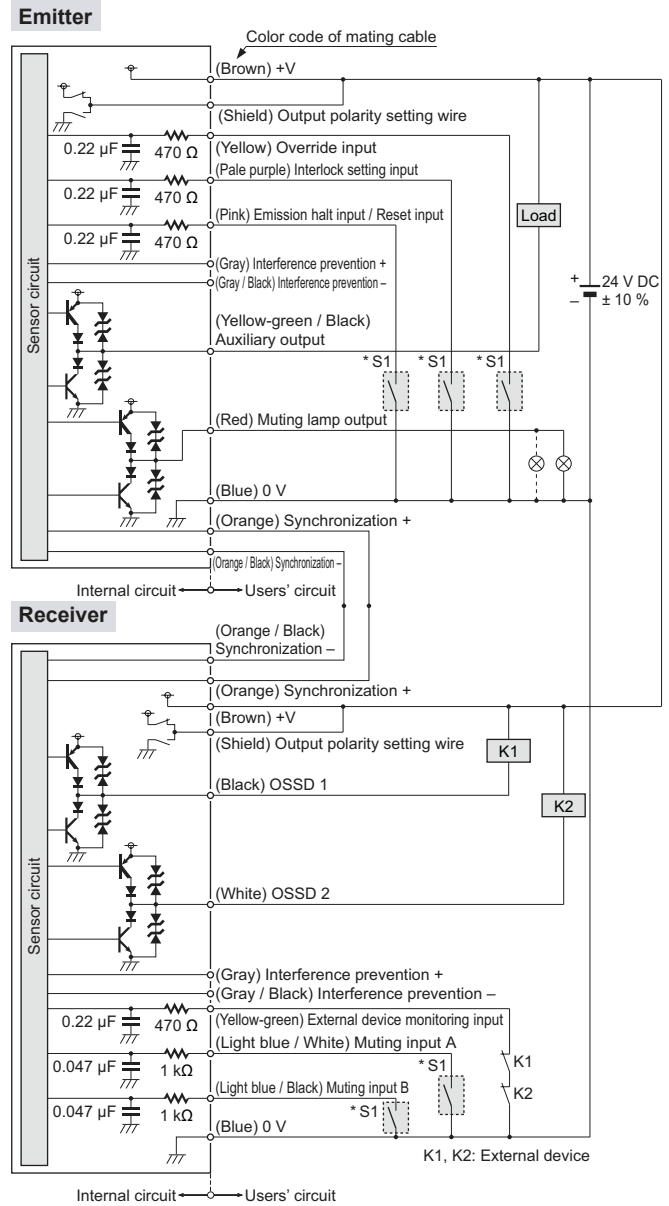 Emitter
Color code of mating cable
(Brown) +V
(Shield) Output polarity setting wire
0.22 µF
470 Ω
(Yellow) Override input
(Pale purple) Interlock setting input
0.22 µF
470 Ω
(Pink) Emission halt input / Reset input
Load
0.22 µF
470 Ω
(Gray) Interference prevention +
(Gray / Black) Interference prevention –
+
–
24 V DC
± 10 %
Sensor circuit
(Yellow-green / Black)
Auxiliary output
* S1
* S1
* S1
(Red) Muting lamp output
(Blue) 0 V
(Orange) Synchronization +
(Orange / Black) Synchronization –
Internal circuit
Users' circuit
Receiver
(Orange / Black)
Synchronization –
(Orange) Synchronization +
(Brown) +V
(Shield) Output polarity setting wire
K1
(Black) OSSD 1
K2
Sensor circuit
(White) OSSD 2
(Gray) Interference prevention +
(Gray / Black) Interference prevention –
0.22 µF
470 Ω
(Yellow-green) External device monitoring input
(Light blue / White) Muting input A
0.047 µF
1 kΩ
* S1
K1
(Light blue / Black) Muting input B
K2
0.047 µF
1 kΩ
* S1
(Blue) 0 V
K1, K2: External device
Internal circuit
Users' circuit